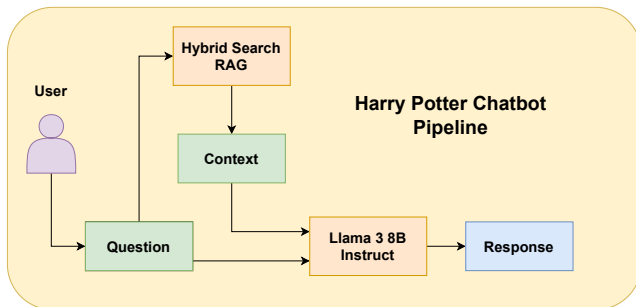 Hybrid Search
RAG
User
Harry Potter Chatbot
Pipeline
Context
Question
Llama 3 8B
Instruct
Response